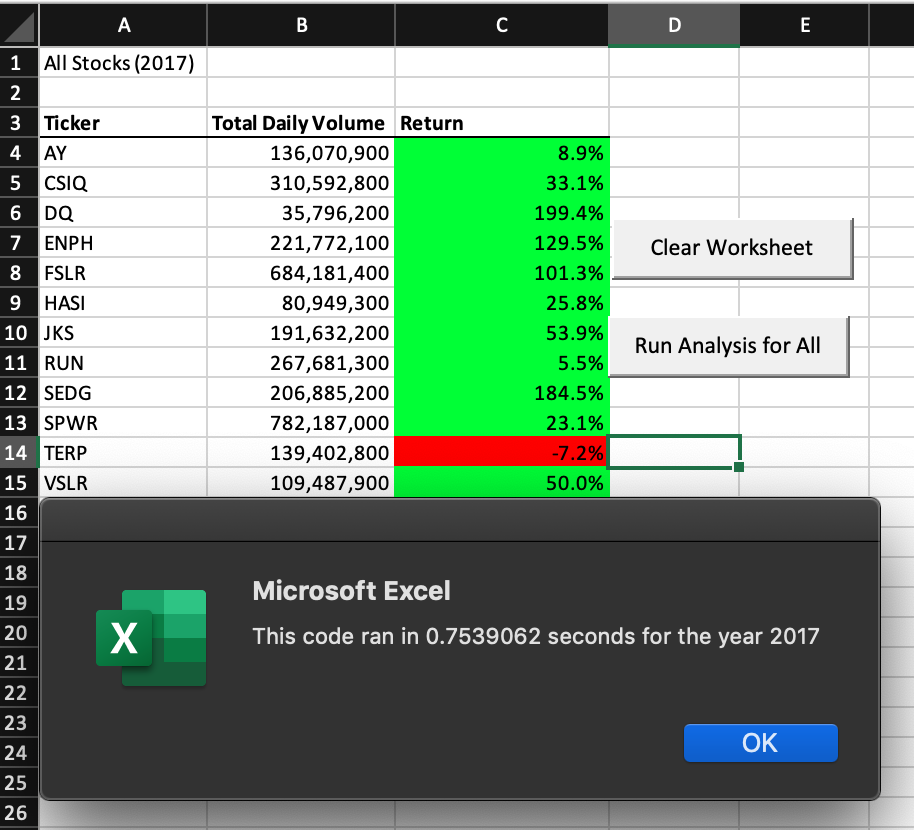 A B C D E
1 All Stocks (2017)
2
3 Ticker Total Daily Volume Return
4 AY 136,070,900 8.9%
5 CSIQ 310,592,800 33.1%
6 DQ 35,796,200 199.4%
7 ENPH 221,772,100 129.5%
Clear Worksheet
8 FSLR 684,181,400 101.3%
9 HASI 80,949,300 25.8%
10 JKS 191,632,200 53.9%
Run Analysis for All
11 RUN 267,681,300 5.5%
12 SEDG 206,885,200 184.5%
13 SPWR 782,187,000 23.1%
14 TERP 139,402,800 -7.2%
15 VSLR 109,487,900 50.0%
16
17
18
19
20
21
22
23
24
25
26
Microsoft Excel
X
This code ran in 0.7539062 seconds for the year 2017
OK